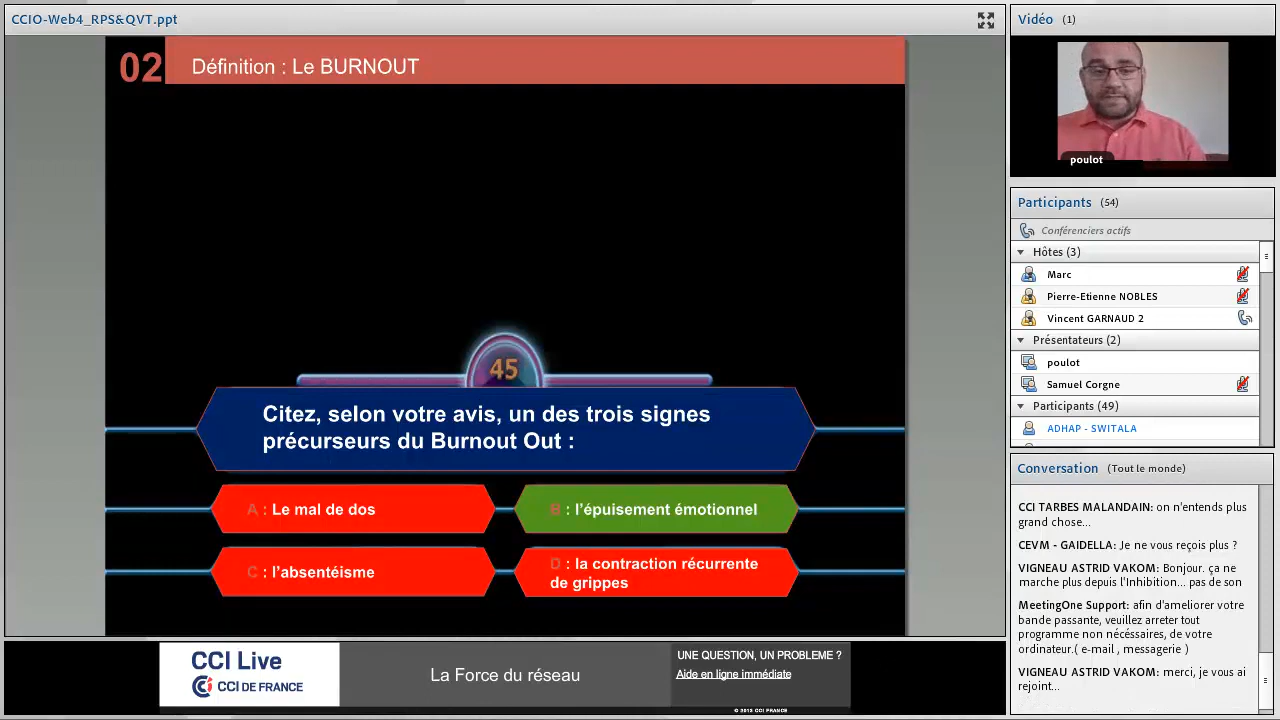 CCIO-Web4_RPS&QVT.ppt
02
Définition : Le BURNOUT
45
Citez, selon votre avis, un des trois signes
précurseurs du Burnout Out :
A : Le mal de dos
B : l’épuisement émotionnel
C : l’absentéisme
D : la contraction récurrente
de grippes
CCI Live
CCI DE FRANCE
La Force du réseau
UNE QUESTION, UN PROBLEME ?
Aide en ligne immédiate
© 2013 CCI FRANCE
Vidéo (1)
poulot
Participants (54)
Conférenciers actifs
Hôtes (3)
Marc
Pierre-Etienne NOBLES
Vincent GARNAUD 2
Présentateurs (2)
poulot
Samuel Corgne
Participants (49)
ADHAP - SWITALA
Conversation (Tout le monde)
CCI TARBES MALANDAIN: on n'entends plus
grand chose...
CEVM - GAIDELLA: Je ne vous reçois plus ?
VIGNEAU ASTRID VAKOM: Bonjour. ça ne
marche plus depuis l'Inhibition... pas de son
MeetingOne Support: afin d'ameliorer votre
bande passante, veuillez arreter tout
programme non nécessaires, de votre
ordinateur.( e-mail , messagerie )
VIGNEAU ASTRID VAKOM: merci, je vous ai
rejoint...